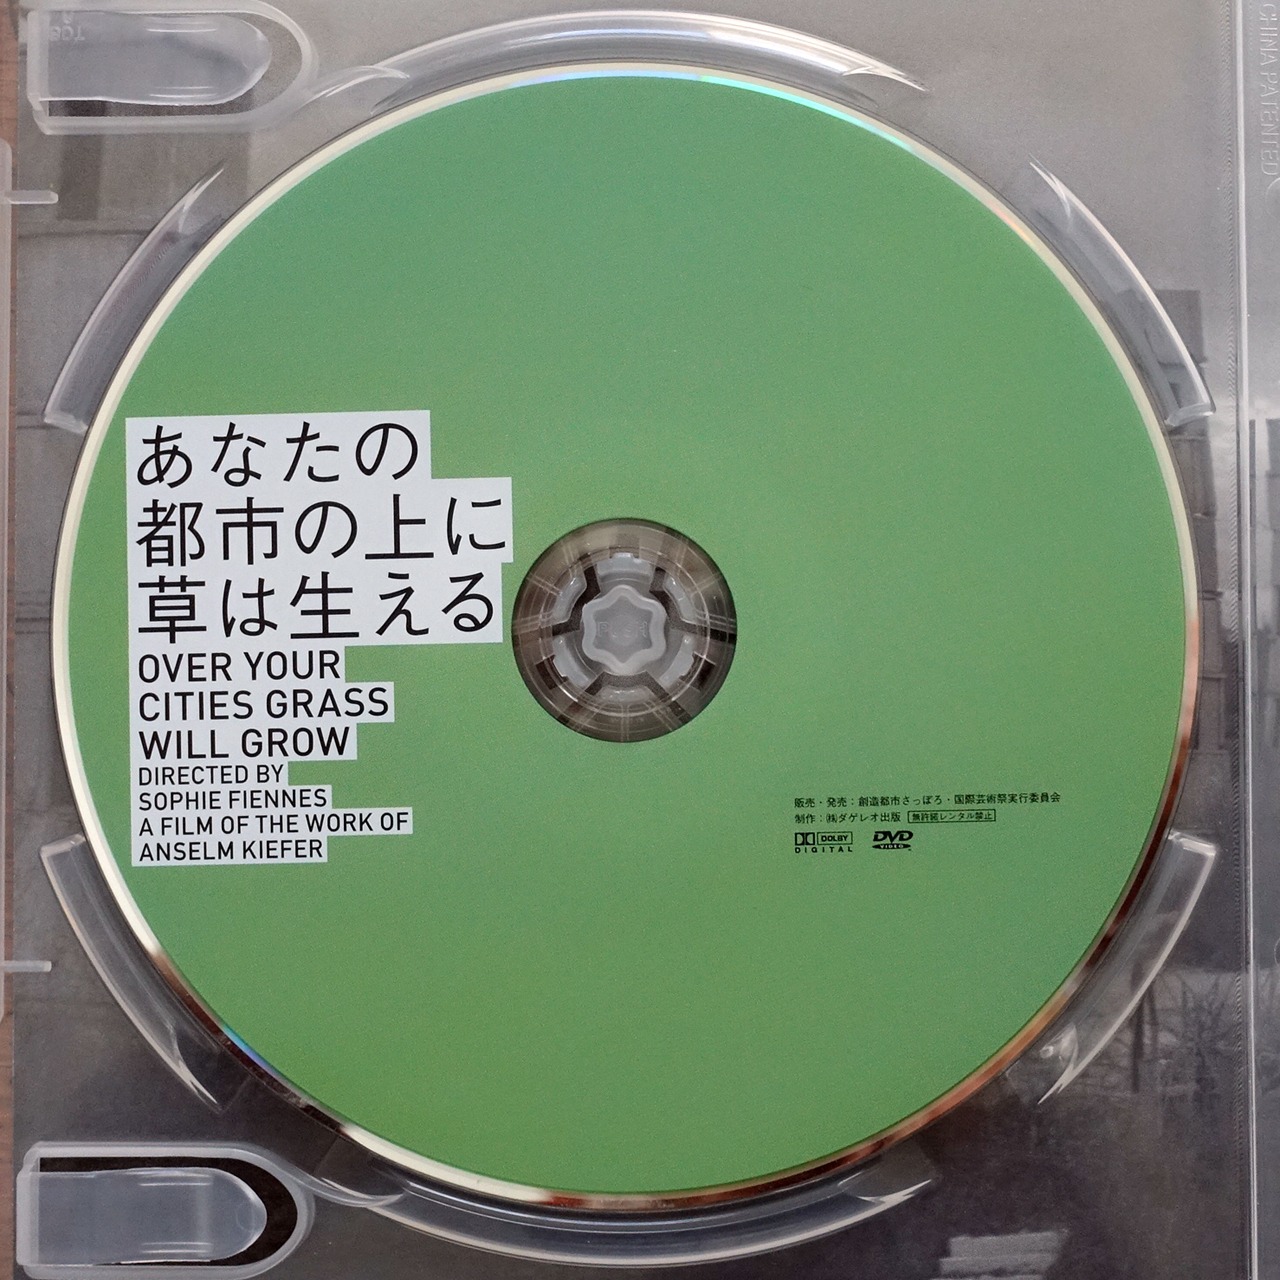 あなたの
都市の上に
草は生える
OVER YOUR
CITIES GRASS
WILL GROW
DIRECTED BY
SOPHIE FIENNES
A FILM OF THE WORK OF
ANSELM KIEFER
販売・発売：創造都市さっぽろ・国際芸術祭実行委員会
制作：㈱ダゲレオ出版 無許諾レンタル禁止
DOLBY
DIGITAL
DVD
VIDEO
CHINA PATENTED